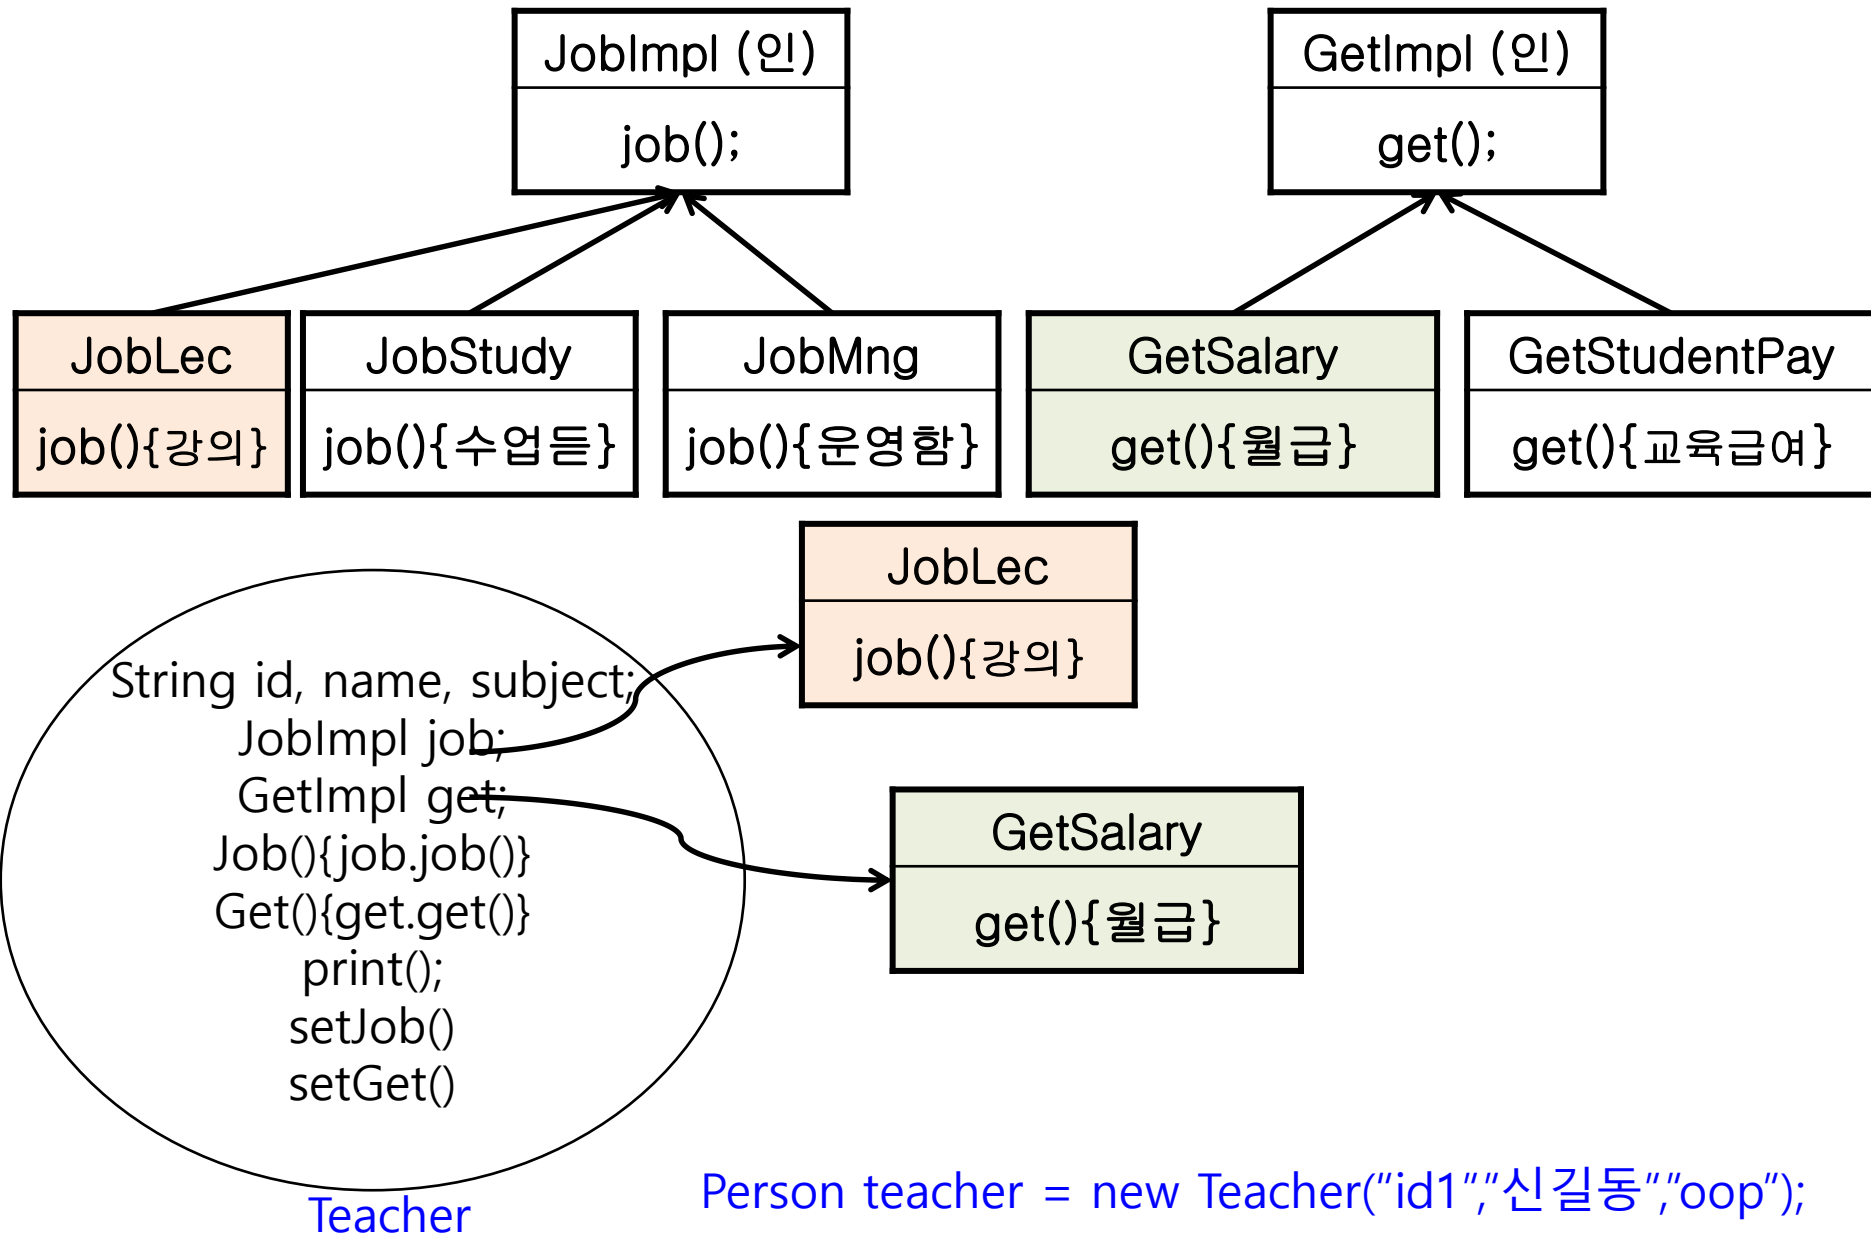 JobImpl (인)
job();
GetImpl (인)
get();
JobLec
job(){강의}
JobStudy
job(){수업듣}
JobMng
job(){운영함}
GetSalary
get(){월급}
GetStudentPay
get(){교육급여}
JobLec
job(){강의}
GetSalary
get(){월급}
String id, name, subject;
JobImpl job;
GetImpl get;
Job(){job.job()}
Get(){get.get()}
print();
setJob()
setGet()
Teacher
Person teacher = new Teacher(“id1”,”신길동”,”oop”);